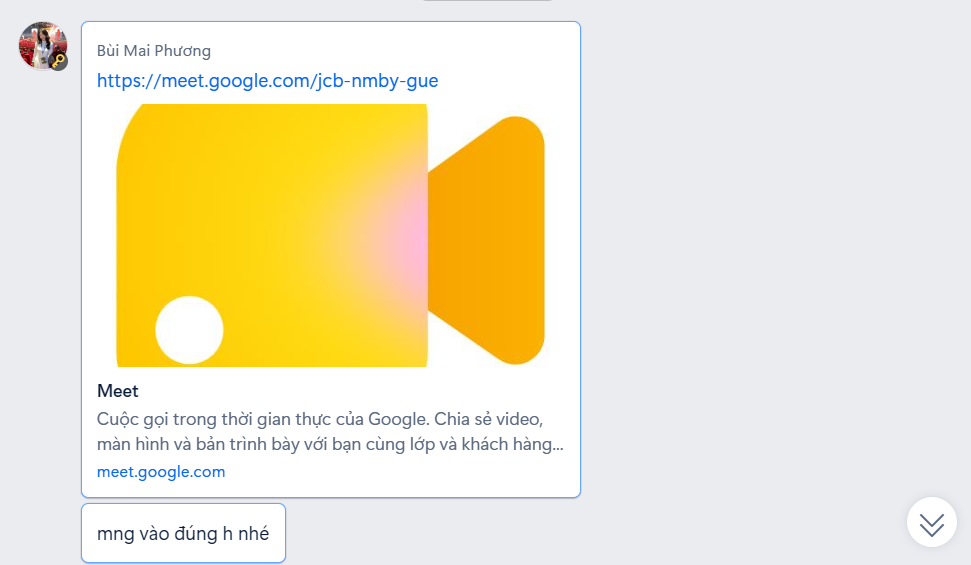 Bùi Mai Phương
https://meet.google.com/jcb-nmby-gue
Meet
Cuộc gọi trong thời gian thực của Google. Chia sẻ video,
màn hình và bản trình bày với bạn cùng lớp và khách hàng...
meet.google.com
mng vào đúng h nhé